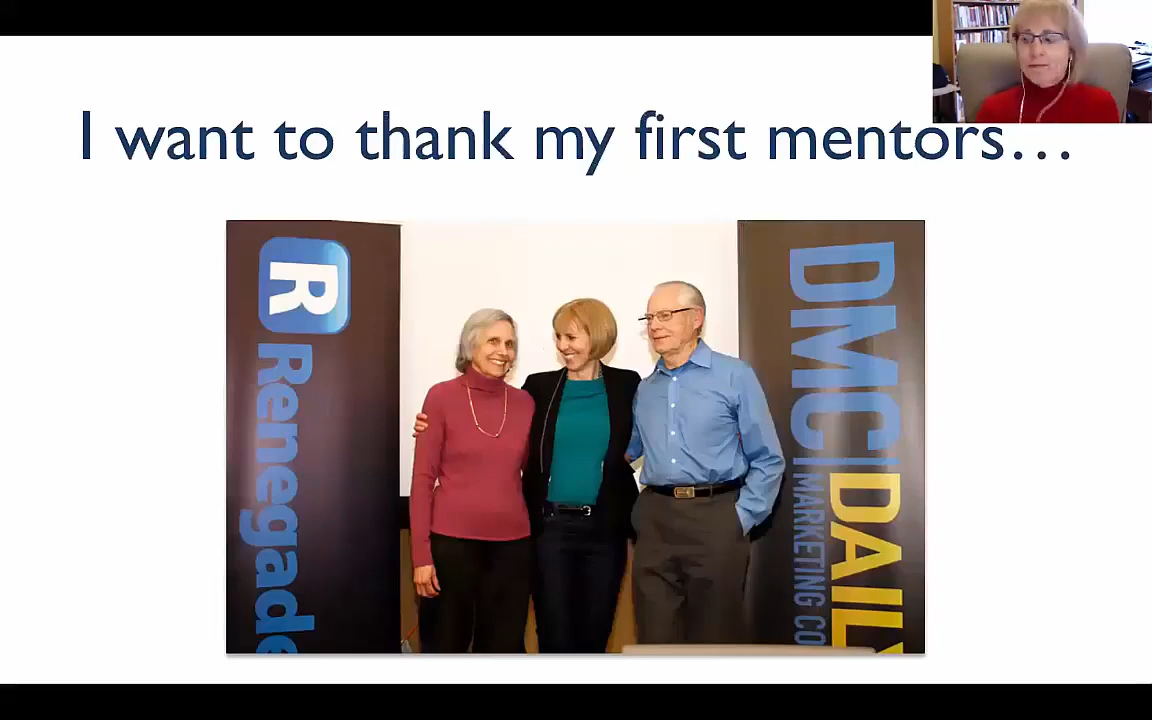 I want to thank my first mentors…
R Renegade
DMC|DAILY
MARKETING CO